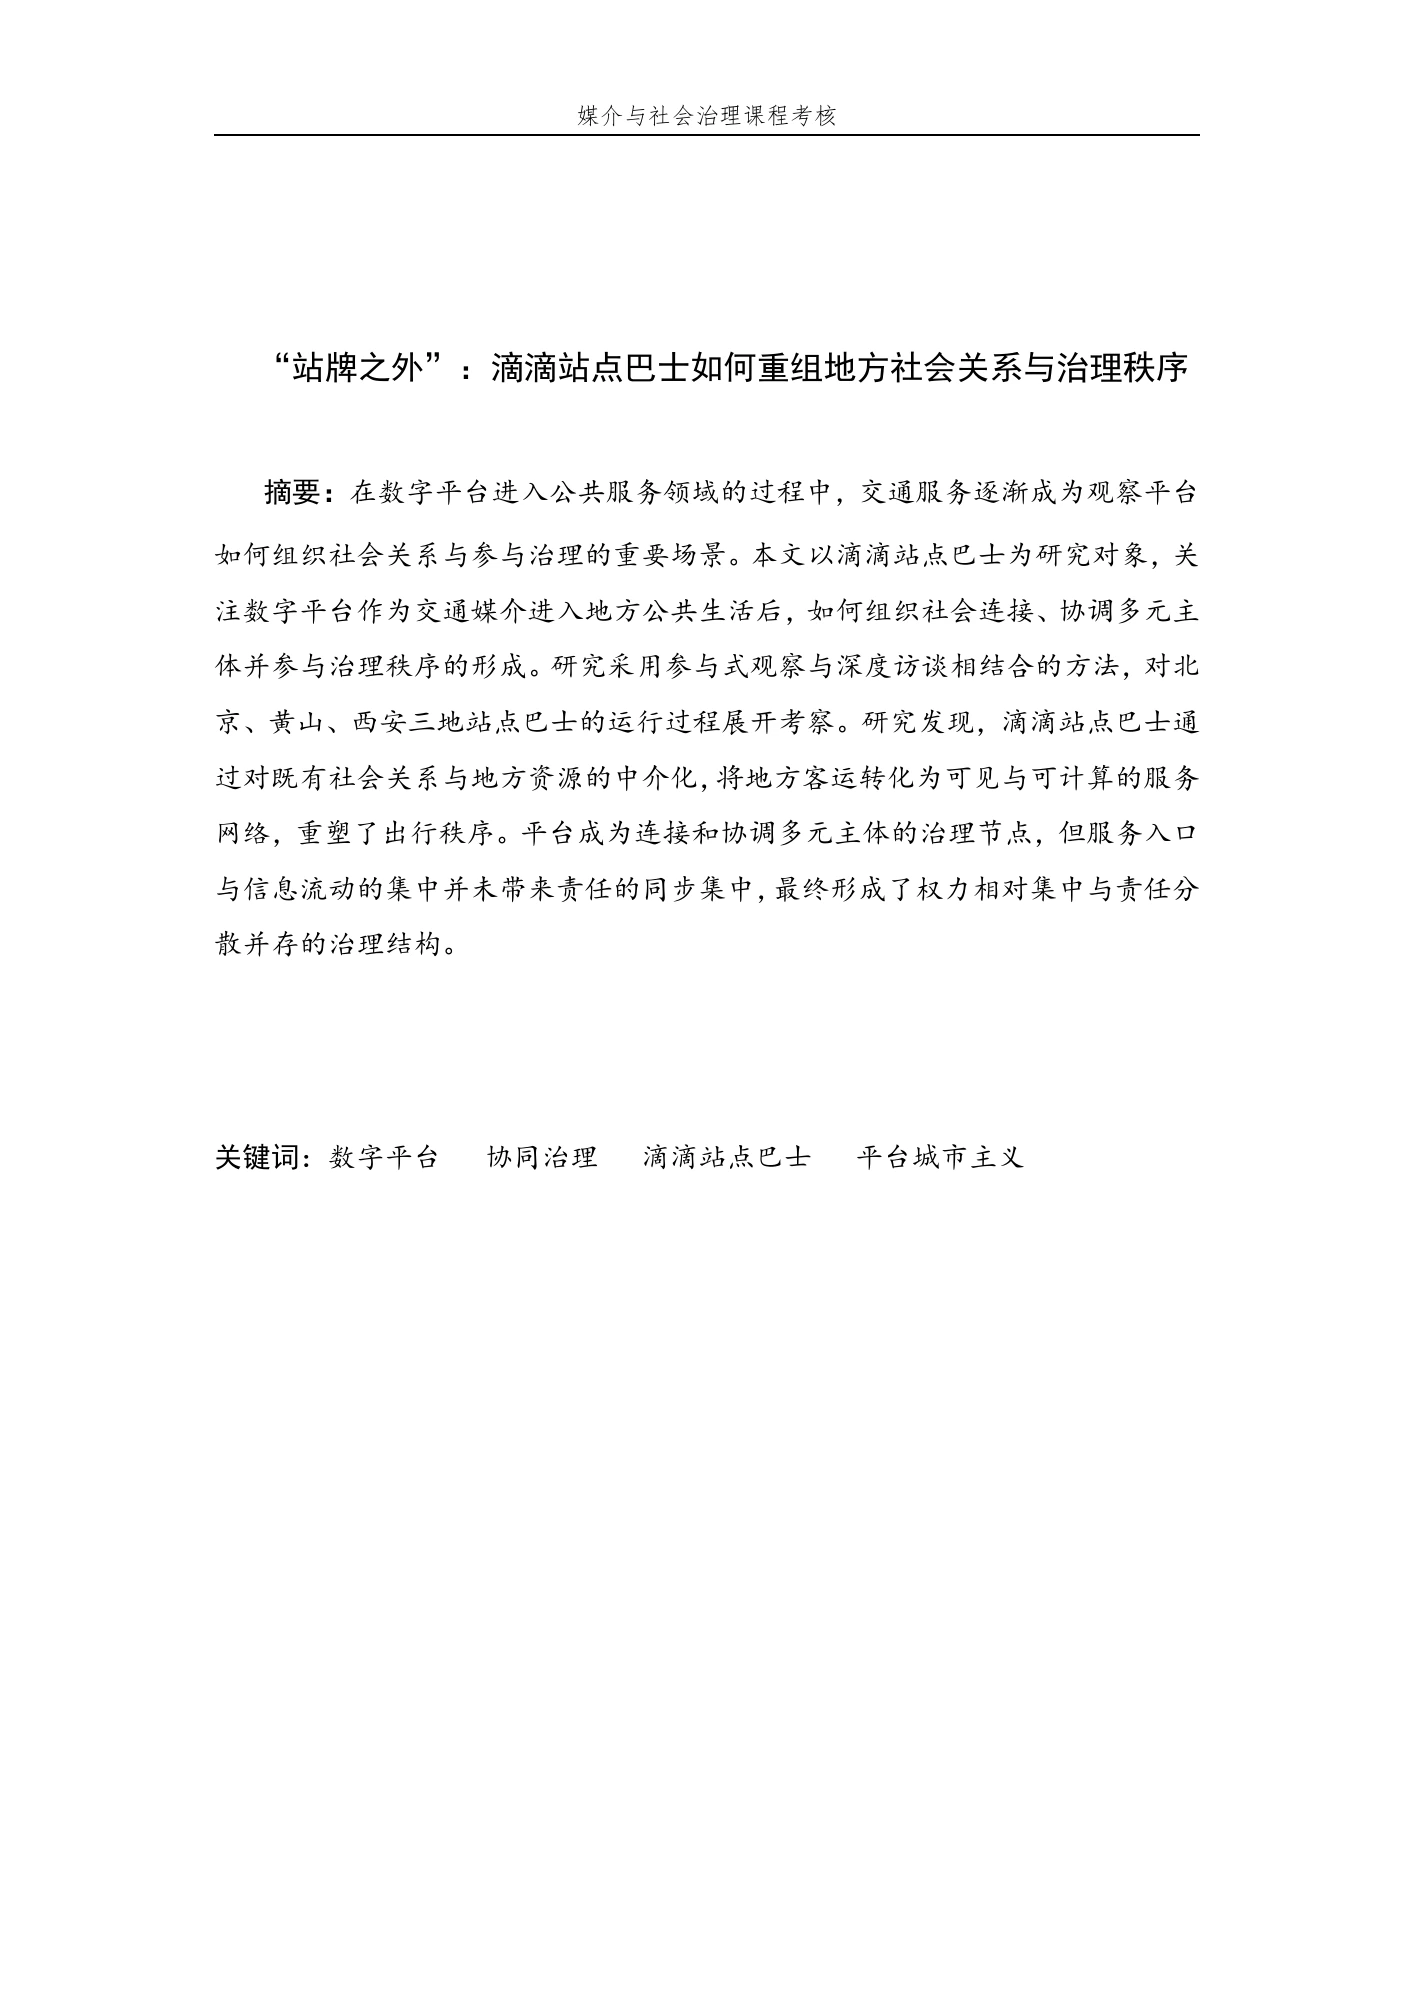 媒介与社会治理课程考核
“站牌之外”：滴滴站点巴士如何重组地方社会关系与治理秩序
摘要：在数字平台进入公共服务领域的过程中，交通服务逐渐成为观察平台
如何组织社会关系与参与治理的重要场景。本文以滴滴站点巴士为研究对象，关
注数字平台作为交通媒介进入地方公共生活后，如何组织社会连接、协调多元主
体并参与治理秩序的形成。研究采用参与式观察与深度访谈相结合的方法，对北
京、黄山、西安三地站点巴士的运行过程展开考察。研究发现，滴滴站点巴士通
过对既有社会关系与地方资源的中介化，将地方客运转化为可见与可计算的服务
网络，重塑了出行秩序。平台成为连接和协调多元主体的治理节点，但服务入口
与信息流动的集中并未带来责任的同步集中，最终形成了权力相对集中与责任分
散并存的治理结构。
关键词：数字平台 协同治理 滴滴站点巴士 平台城市主义